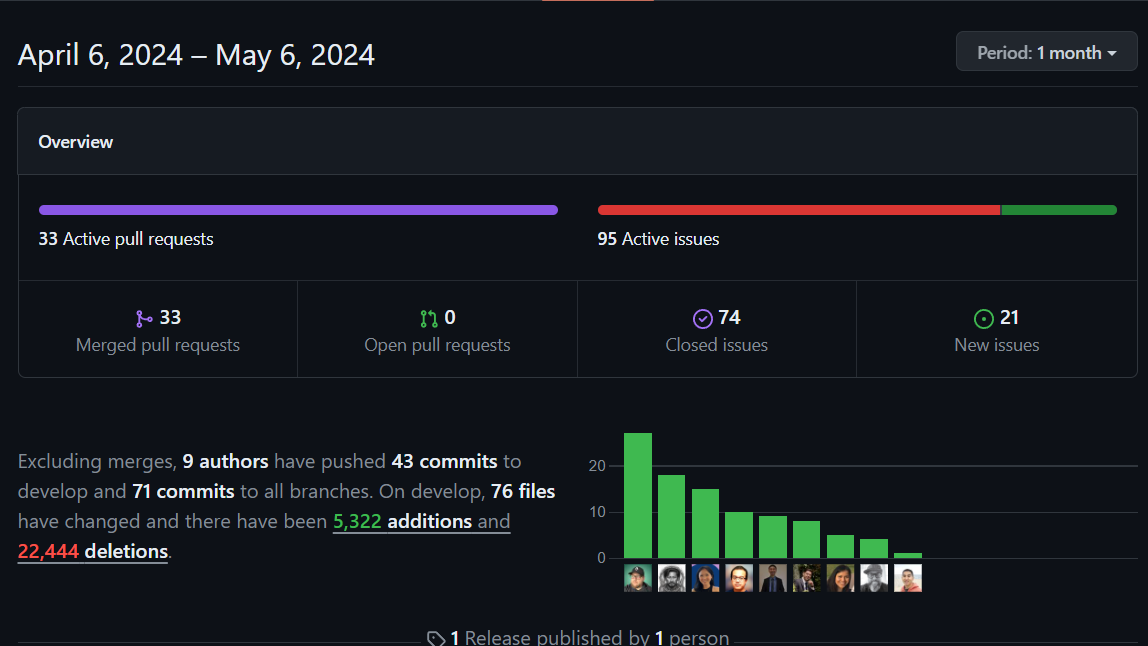 April 6, 2024 – May 6, 2024
Period: 1 month
Overview
33 Active pull requests
95 Active issues
33
Merged pull requests
0
Open pull requests
74
Closed issues
21
New issues
Excluding merges, 9 authors have pushed 43 commits to
develop and 71 commits to all branches. On develop, 76 files
have changed and there have been 5,322 additions and
22,444 deletions.
20
10
0
1 Release published by 1 person